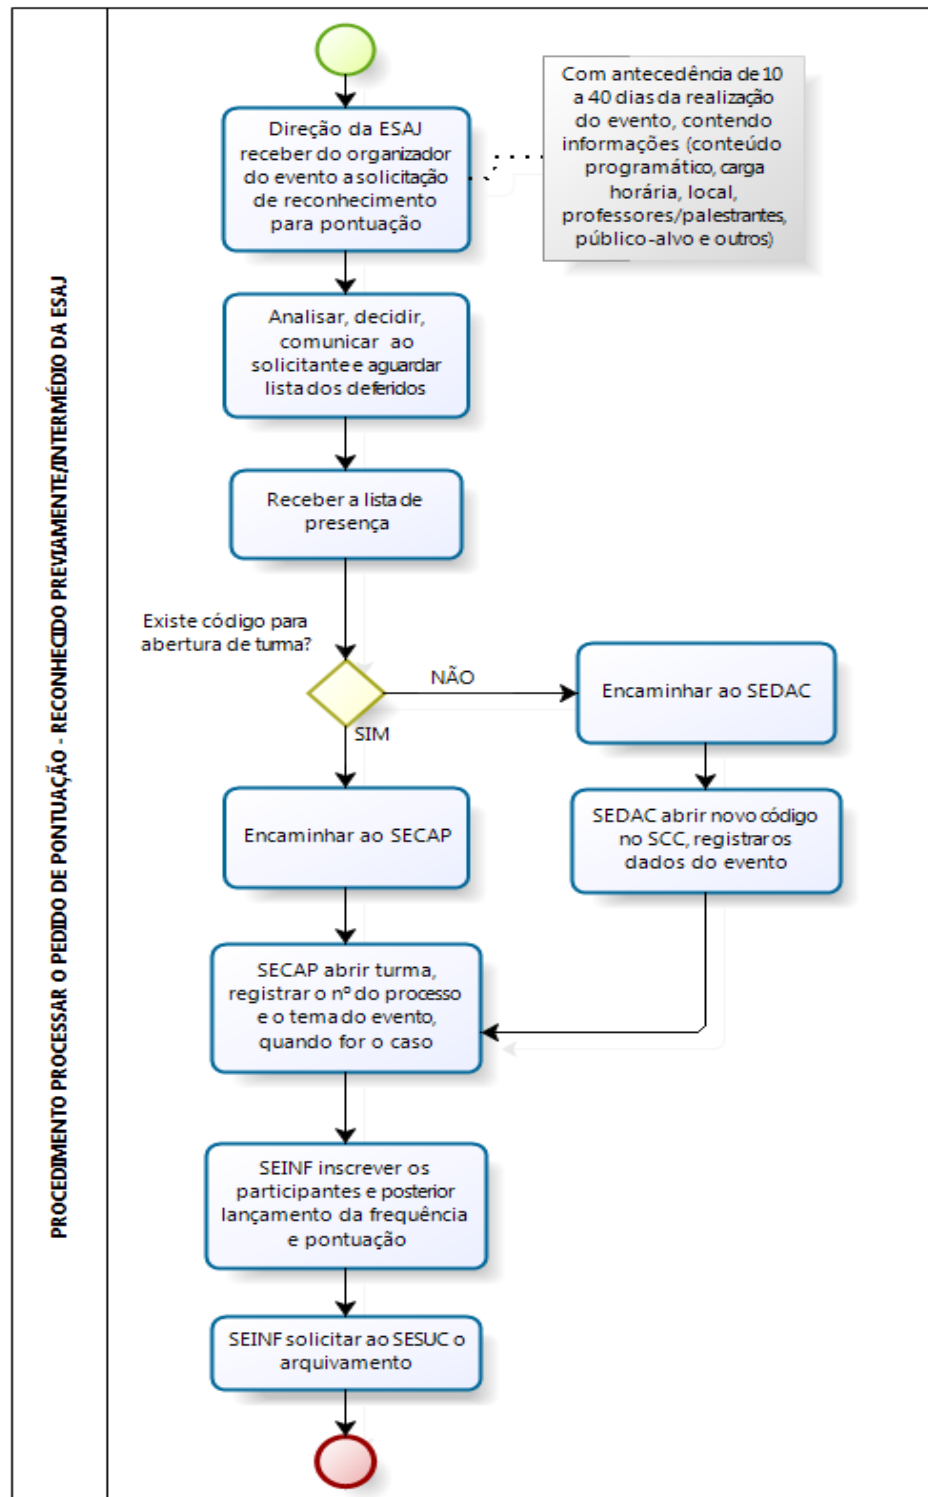 PROCEDIMENTO PROCESSAR O PEDIDO DE PONTUAÇÃO - RECONHECIDO PREVIAMENTE/INTERMÉDIO DA ESAJ
Direção da ESAJ
receber do organizador
do evento a solicitação
de reconhecimento
para pontuação
Com antecedência de 10
a 40 dias da realização
do evento, contendo
informações (conteúdo
programático, carga
horária, local,
professores/palestrantes,
público-alvo e outros)
Analisar, decidir,
comunicar ao
solicitante e aguardar
lista dos deferidos
Receber a lista de
presença
Existe código para
abertura de turma?
NÃO
SIM
Encaminhar ao SEDAC
Encaminhar ao SECAP
SEDAC abrir novo código
no SCC, registrar os
dados do evento
SECAP abrir turma,
registrar o nº do processo
e o tema do evento,
quando for o caso
SEINF inscrever os
participantes e posterior
lançamento da frequência
e pontuação
SEINF solicitar ao SESUC o
arquivamento